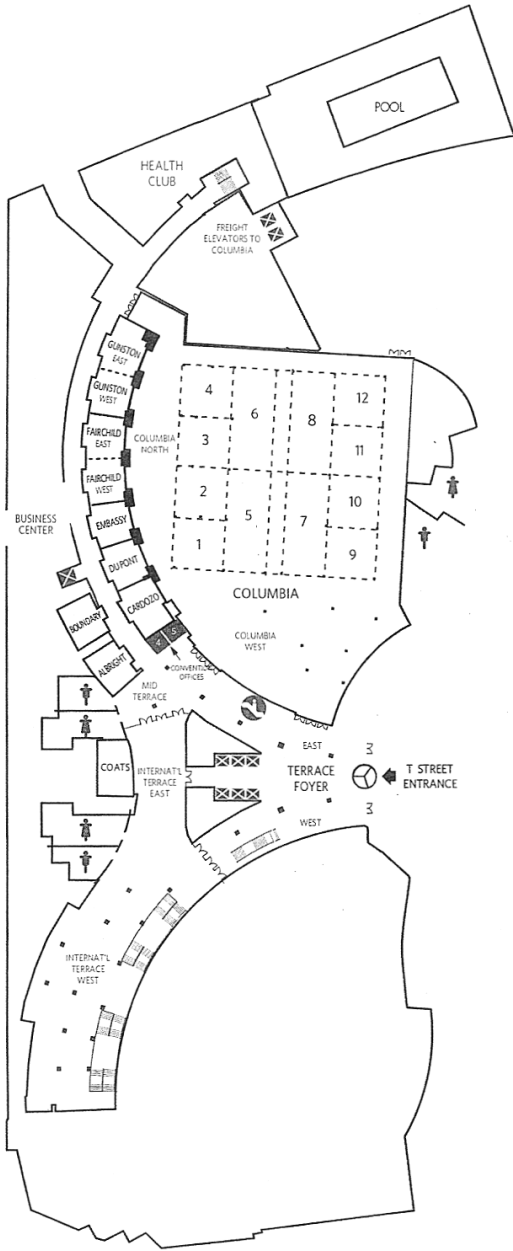 POOL
HEALTH
CLUB
FREIGHT
ELEVATORS TO
COLUMBIA
GUNSTON
EAST
GUNSTON
WEST
FAIRCHILD
EAST
FAIRCHILD
WEST
EMBASSY
DUPONT
CARDOZO
COLUMBIA
NORTH
4
6
8
12
3
11
2
5
7
10
1
9
COLUMBIA
COLUMBIA
WEST
BUSINESS
CENTER
BOUNDARY
ALBRIGHT
4
5
OFFICES
MID
TERRACE
COATS
INTERNAT'L
TERRACE
EAST
EAST
TERRACE
FOYER
WEST
T STREET
ENTRANCE
INTERNAT'L
TERRACE
WEST